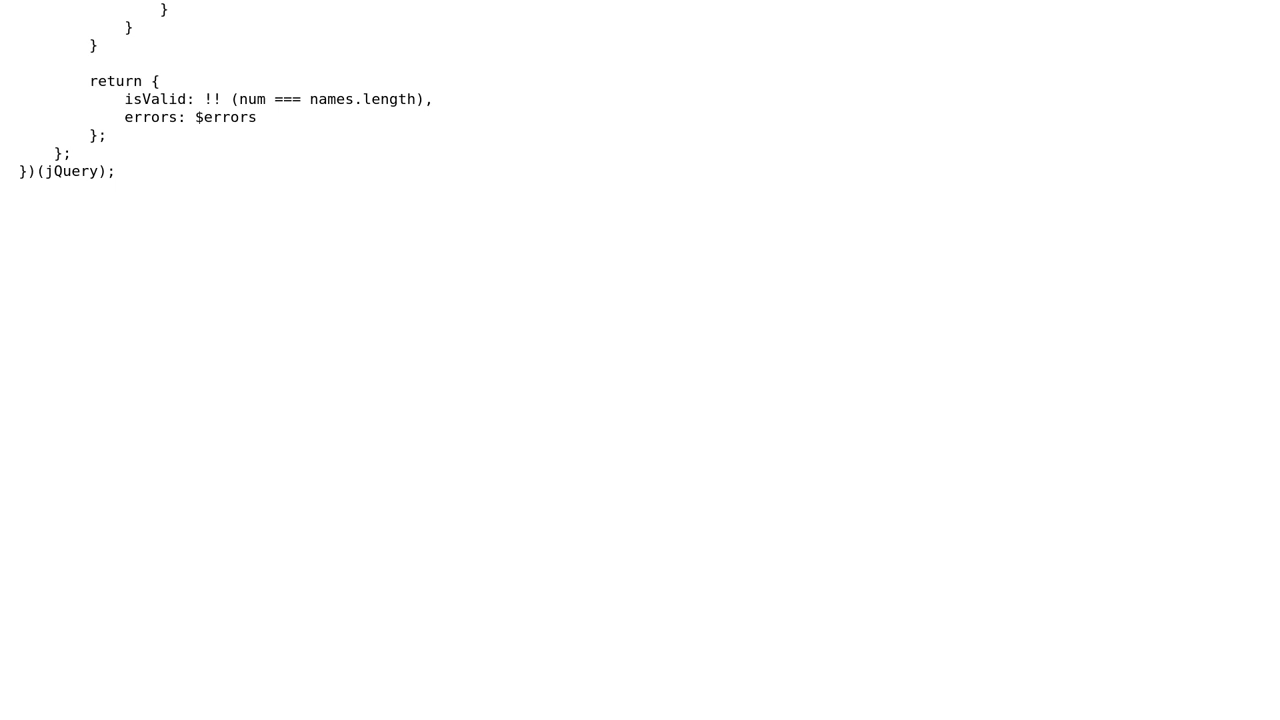 }
            }
        }

        return {
            isValid: !! (num === names.length),
            errors: $errors
        };
    };
})(jQuery);